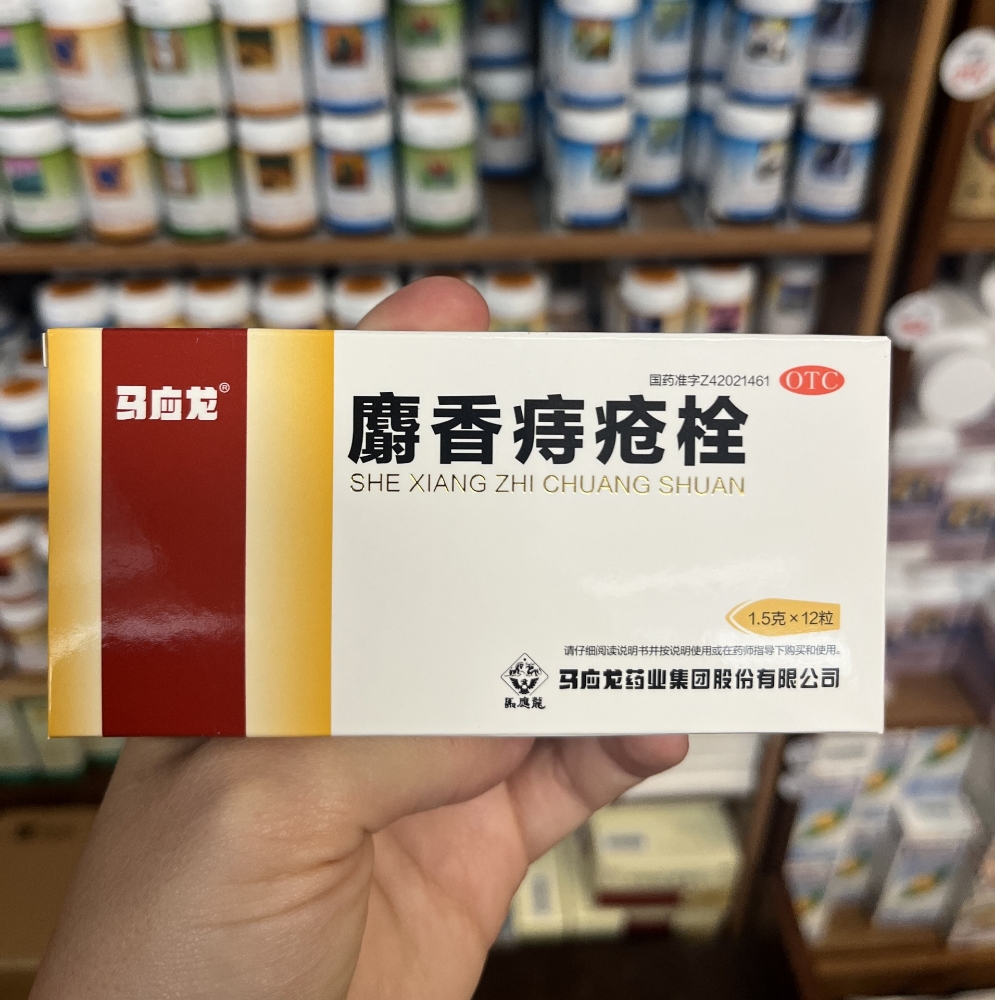 马应龙®
国药准字Z42021461 OTC
麝香痔疮栓
SHE XIANG ZHI CHUANG SHUAN
1.5克×12粒
请仔细阅读说明书并按说明使用或在药师指导下购买和使用。
馬應龍
马应龙药业集团股份有限公司